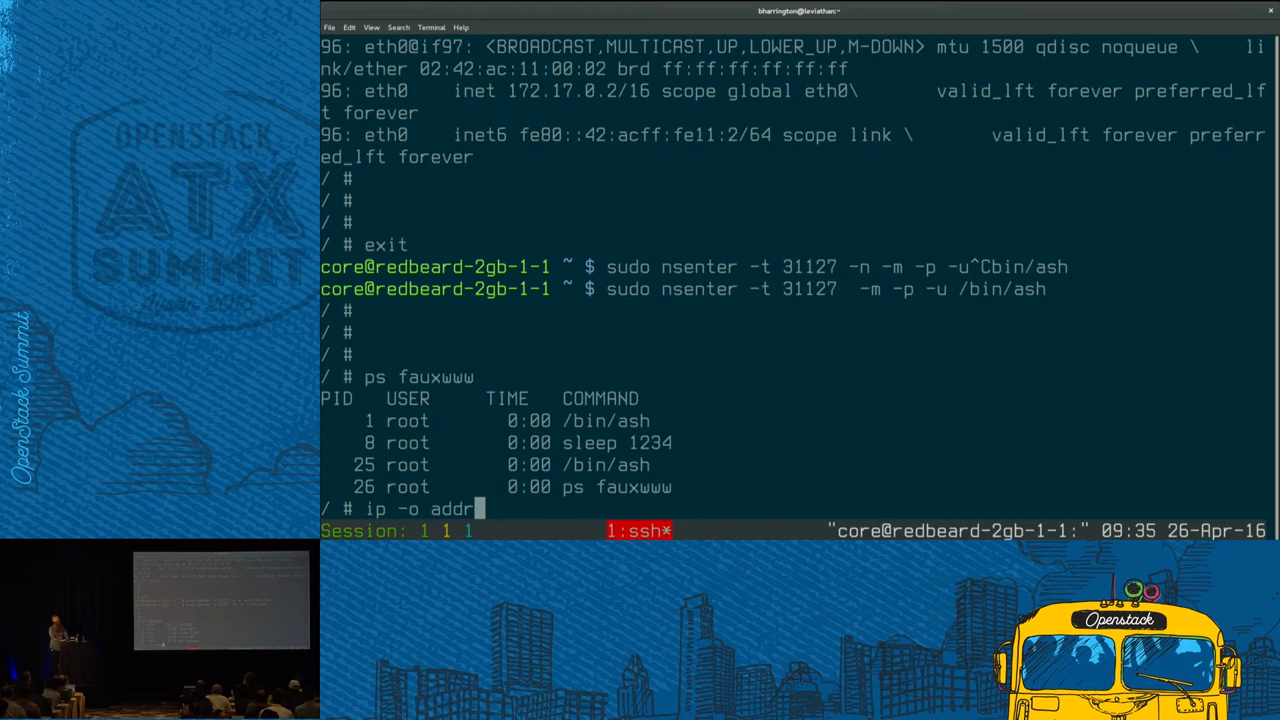 bharrington@leviathan:~
×
File Edit View Search Terminal Help
96: eth0@if97: <BROADCAST,MULTICAST,UP,LOWER_UP,M-DOWN> mtu 1500 qdisc noqueue \    li
nk/ether 02:42:ac:11:00:02 brd ff:ff:ff:ff:ff:ff
96: eth0    inet 172.17.0.2/16 scope global eth0\       valid_lft forever preferred_lf
t forever
96: eth0    inet6 fe80::42:acff:fe11:2/64 scope link \       valid_lft forever preferr
ed_lft forever
/ #
/ #
/ #
/ # exit
core@redbeard-2gb-1-1 ~ $ sudo nsenter -t 31127 -n -m -p -u^Cbin/ash
core@redbeard-2gb-1-1 ~ $ sudo nsenter -t 31127  -m -p -u /bin/ash
/ #
/ #
/ #
/ # ps fauxwww
PID   USER     TIME   COMMAND
    1 root       0:00 /bin/ash
    8 root       0:00 sleep 1234
   25 root       0:00 /bin/ash
   26 root       0:00 ps fauxwww
/ # ip -o addr
Session: 1 1 1    1:ssh*    "core@redbeard-2gb-1-1:" 09:35 26-Apr-16
OPENSTACK
ATX
SUMMIT
OpenStack Summit
Openstack